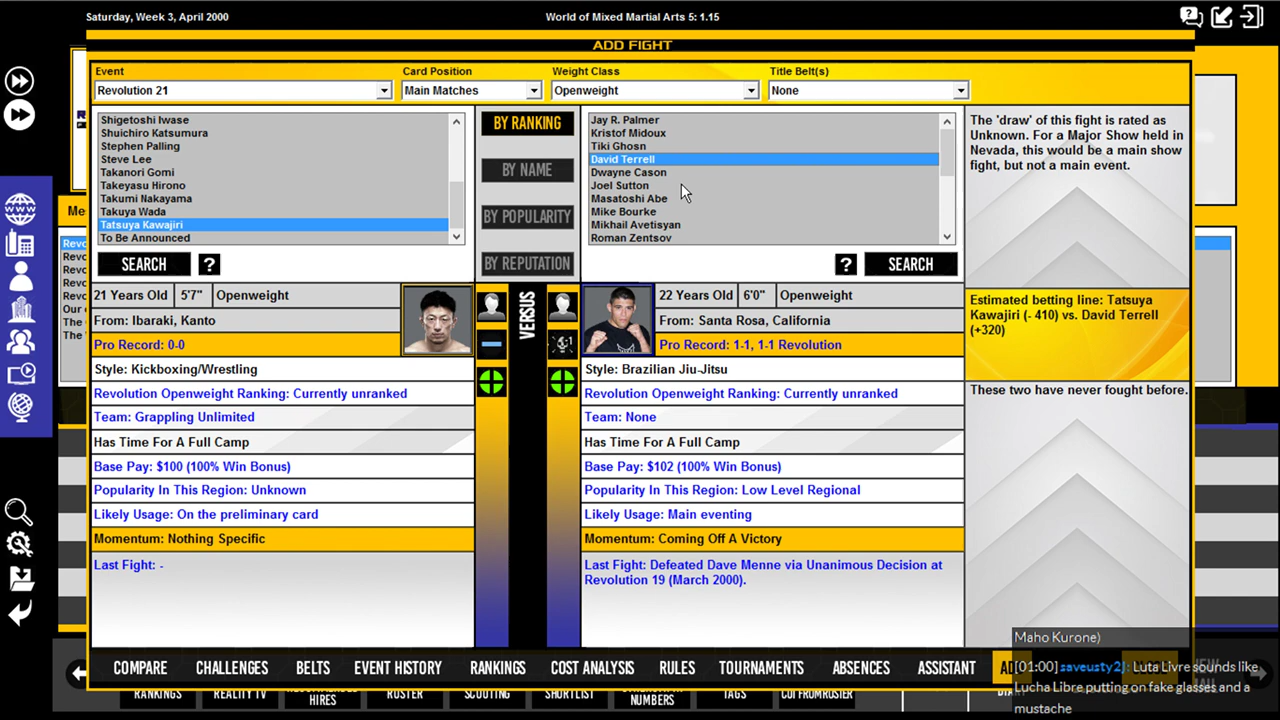 Saturday, Week 3, April 2000
World of Mixed Martial Arts 5: 1.15
ADD FIGHT
Event
Card Position
Weight Class
Title Belt(s)
Revolution 21
Main Matches
Openweight
None
Shigetoshi Iwase
Shuichiro Katsumura
Stephen Palling
Steve Lee
Takanori Gomi
Takeyasu Hirono
Takumi Nakayama
Takuya Wada
Tatsuya Kawajiri
To Be Announced
BY RANKING
BY NAME
BY POPULARITY
BY REPUTATION
Jay R. Palmer
Kristof Midoux
Tiki Ghosn
David Terrell
Dwayne Cason
Joel Sutton
Masatoshi Abe
Mike Bourke
Mikhail Avetisyan
Roman Zentsov
The 'draw' of this fight is rated as
Unknown. For a Major Show held in
Nevada, this would be a main show
fight, but not a main event.
SEARCH
?
?
SEARCH
21 Years Old
5'7"
Openweight
From: Ibaraki, Kanto
Pro Record: 0-0
Style: Kickboxing/Wrestling
Revolution Openweight Ranking: Currently unranked
Team: Grappling Unlimited
Has Time For A Full Camp
Base Pay: $100 (100% Win Bonus)
Popularity In This Region: Unknown
Likely Usage: On the preliminary card
Momentum: Nothing Specific
Last Fight: -
VERSUS
22 Years Old
6'0"
Openweight
From: Santa Rosa, California
Pro Record: 1-1, 1-1 Revolution
Style: Brazilian Jiu-Jitsu
Revolution Openweight Ranking: Currently unranked
Team: None
Has Time For A Full Camp
Base Pay: $102 (100% Win Bonus)
Popularity In This Region: Low Level Regional
Likely Usage: Main eventing
Momentum: Coming Off A Victory
Last Fight: Defeated Dave Menne via Unanimous Decision at
Revolution 19 (March 2000).
Estimated betting line: Tatsuya
Kawajiri (- 410) vs. David Terrell
(+320)
These two have never fought before.
COMPARE
CHALLENGES
BELTS
EVENT HISTORY
RANKINGS
COST ANALYSIS
RULES
TOURNAMENTS
ABSENCES
ASSISTANT
Maho Kurone)
[01:00] saveusty2J: Luta Livre sounds like
Lucha Libre putting on fake glasses and a
mustache
RANKINGS
REALITY TV
HIRES
ROSTER
SCOUTING
SHORTLIST
NUMBERS
TAGS